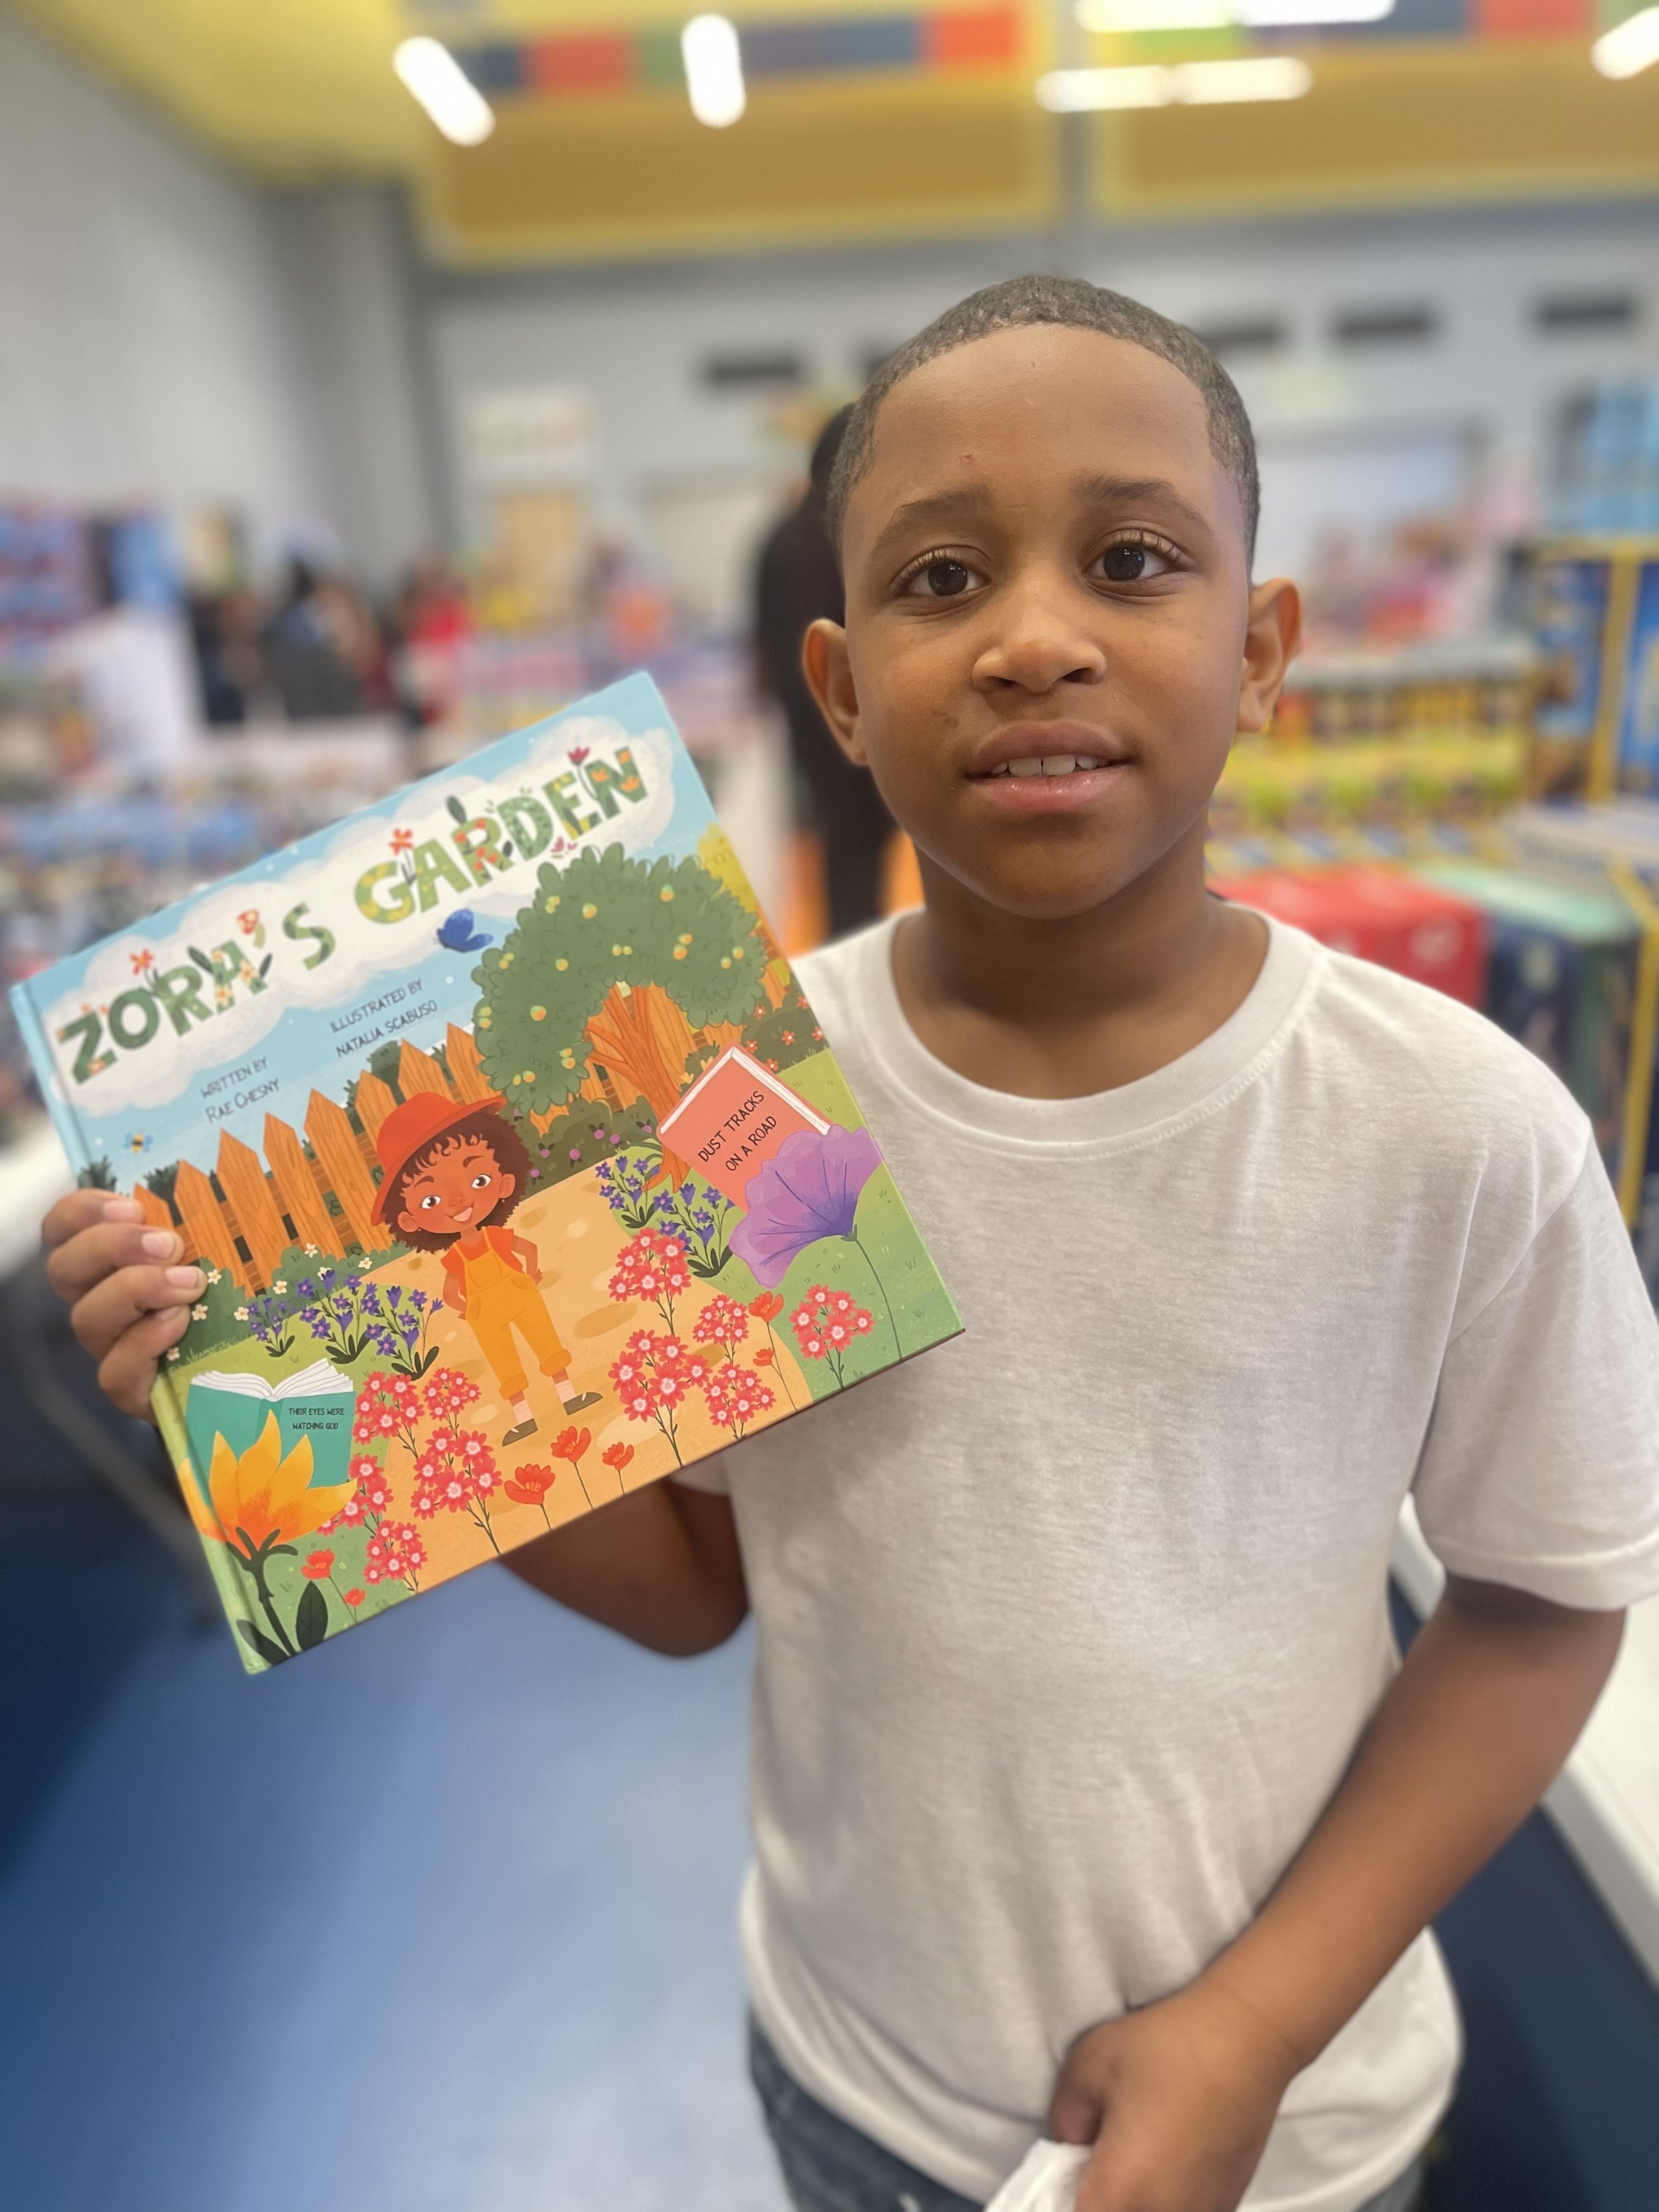 ZORA'S GARDEN
WRITTEN BY
RAE CHESNY
ILLUSTRATED BY
NATALIA SCABUSO
DUST TRACKS
ON A ROAD
THEIR EYES WERE
WATCHING GOD